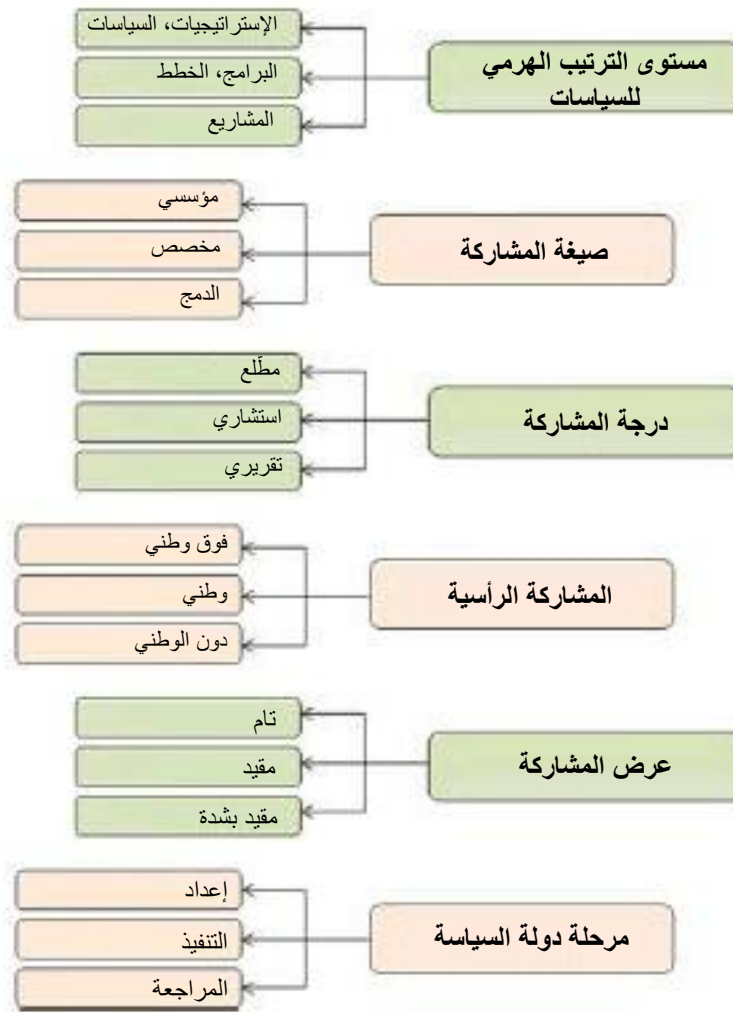 مستوى الترتيب الهرمي
للسياسات
الإستراتيجيات، السياسات
البرامج، الخطط
المشاريع
صيغة المشاركة
مؤسسي
مخصص
الدمج
درجة المشاركة
مطّلع
استشاري
تقريري
المشاركة الرأسية
فوق وطني
وطني
دون الوطني
عرض المشاركة
تام
مقيد
مقيد بشدة
مرحلة دولة السياسة
إعداد
التنفيذ
المراجعة